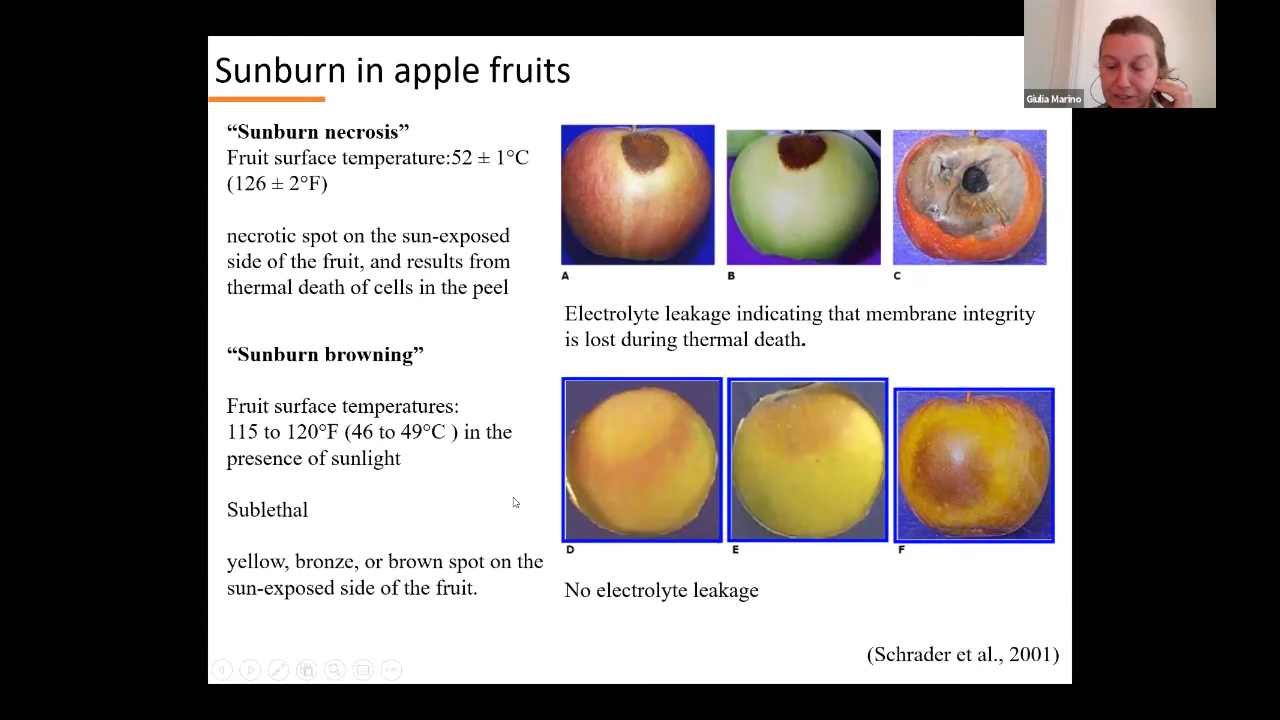 Sunburn in apple fruits
Giulia Marino
“Sunburn necrosis”
Fruit surface temperature:52 ± 1°C
(126 ± 2°F)
necrotic spot on the sun-exposed
side of the fruit, and results from
thermal death of cells in the peel
A
B
C
Electrolyte leakage indicating that membrane integrity
is lost during thermal death.
“Sunburn browning”
Fruit surface temperatures:
115 to 120°F (46 to 49°C ) in the
presence of sunlight
Sublethal
yellow, bronze, or brown spot on the
sun-exposed side of the fruit.
D
E
F
No electrolyte leakage
(Schrader et al., 2001)